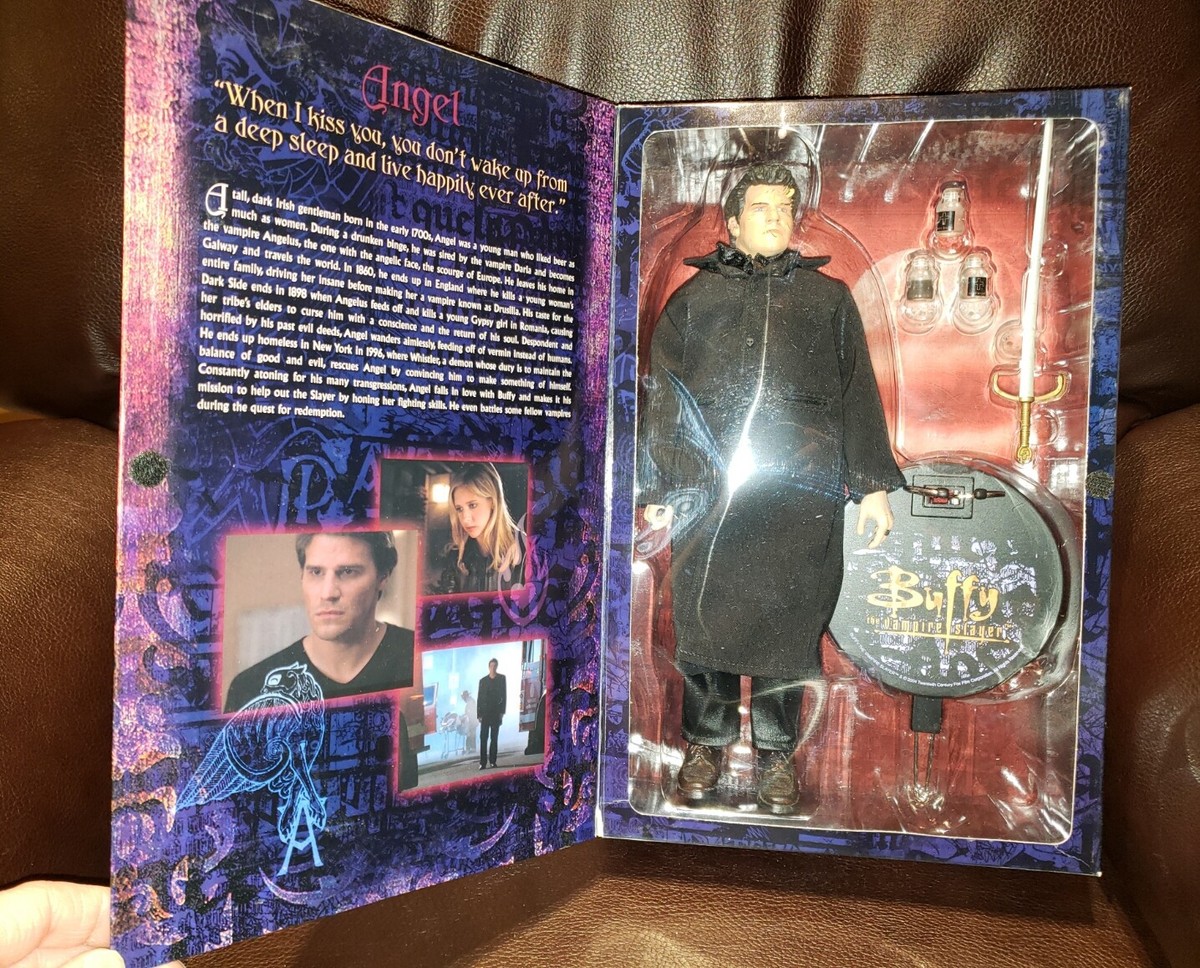 Angel
“When I kiss you, you don’t wake up from
a deep sleep and live happily ever after.”
A tall, dark Irish gentleman born in the early 1700s, Angel was a young man who liked beer as
much as women. During a drunken binge, he was sired by the vampire Darla and becomes
the vampire Angelus, the one with the angelic face, the scourge of Europe. He leaves his home in
Galway and travels the world. In 1860, he ends up in England where he kills a young woman’s
entire family, driving her insane before making her a vampire known as Drusilla. His taste for the
Dark Side ends in 1898 when Angelus feeds off and kills a young Gypsy girl in Romania, causing
her tribe’s elders to curse him with a conscience and the return of his soul. Despondent and
horrified by his past evil deeds, Angel wanders aimlessly, feeding off of vermin instead of humans.
He ends up homeless in New York in 1996, where Whistler, a demon whose duty is to maintain the
balance of good and evil, rescues Angel by convincing him to make something of himself.
Constantly atoning for his many transgressions, Angel falls in love with Buffy and makes it his
mission to help out the Slayer by honing her fighting skills. He even battles some fellow vampires
during the quest for redemption.
A
Buffy
the vampire slayer
™ & © 2004 Twentieth Century Fox Film Corporation.